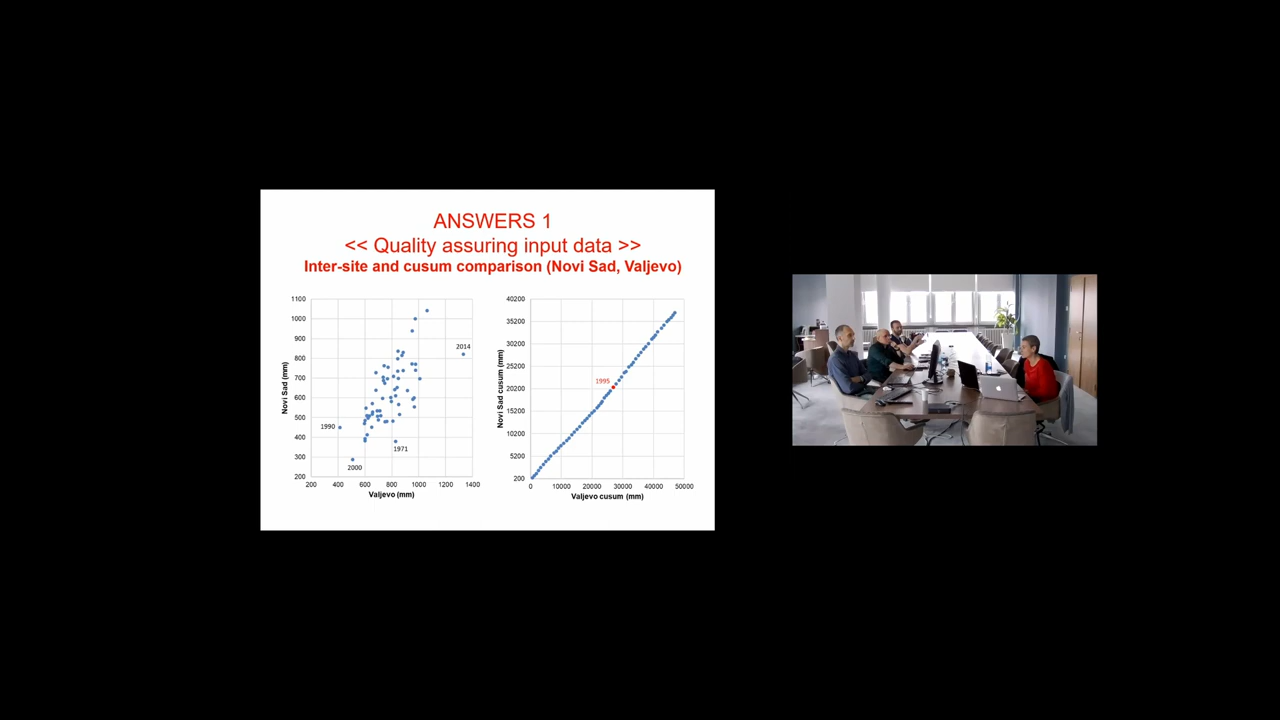 ANSWERS 1
<< Quality assuring input data >>
Inter-site and cusum comparison (Novi Sad, Valjevo)
1100
1000
900
800
700
600
500
400
300
200
Novi Sad (mm)
2014
1990
1971
2000
200 400 600 800 1000 1200 1400
Valjevo (mm)
40200
35200
30200
25200
20200
15200
10200
5200
200
Novi Sad cusum (mm)
1995
0 10000 20000 30000 40000 50000
Valjevo cusum (mm)